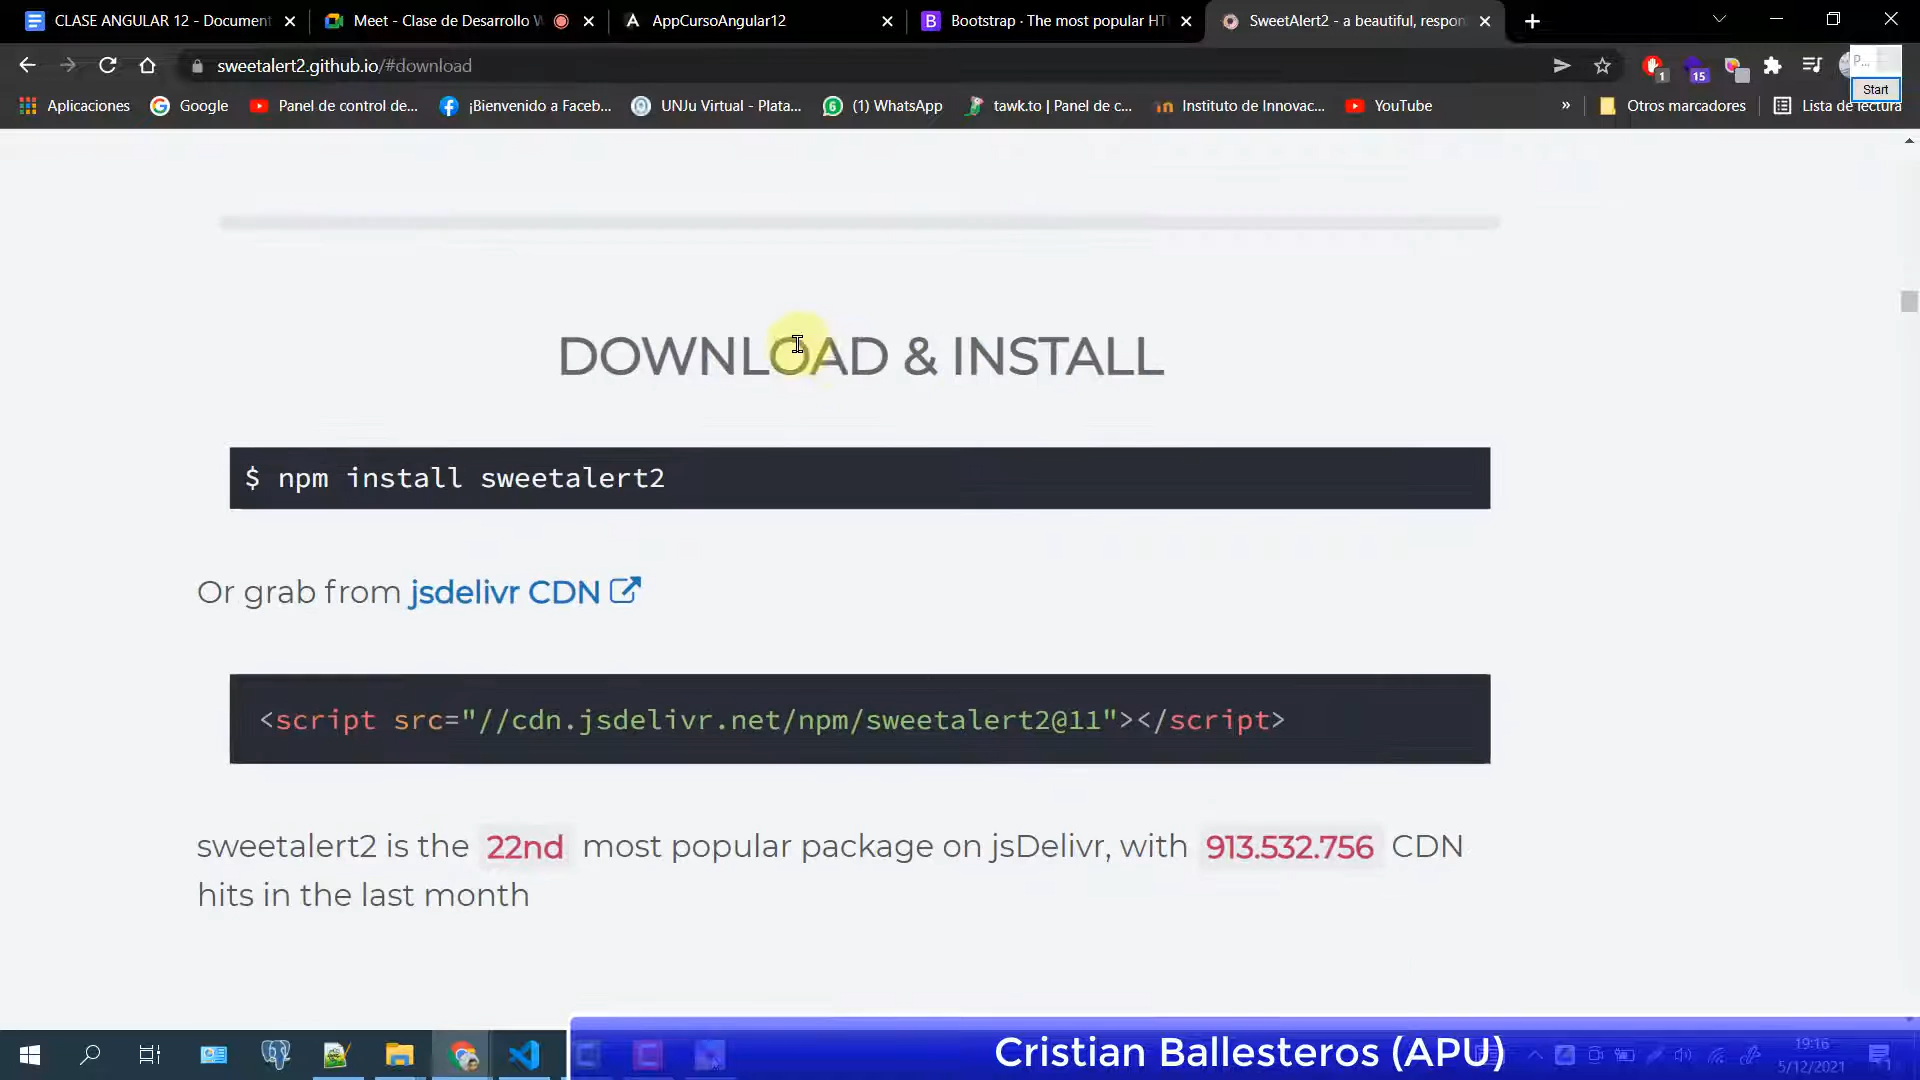 CLASE ANGULAR 12 - Document
Meet - Clase de Desarrollo W
AppCursoAngular12
Bootstrap · The most popular HT
SweetAlert2 - a beautiful, respon
sweetalert2.github.io/#download
1
15
P...
Start
Aplicaciones
Google
Panel de control de...
¡Bienvenido a Faceb...
UNJu Virtual - Plata...
(1) WhatsApp
tawk.to | Panel de c...
Instituto de Innovac...
YouTube
»
Otros marcadores
Lista de lectura
DOWNLOAD & INSTALL
$ npm install sweetalert2
Or grab from jsdelivr CDN
<script src="//cdn.jsdelivr.net/npm/sweetalert2@11"></script>
sweetalert2 is the 22nd most popular package on jsDelivr, with 913.532.756 CDN
hits in the last month
Cristian Ballesteros (APU)
19:16
5/12/2021